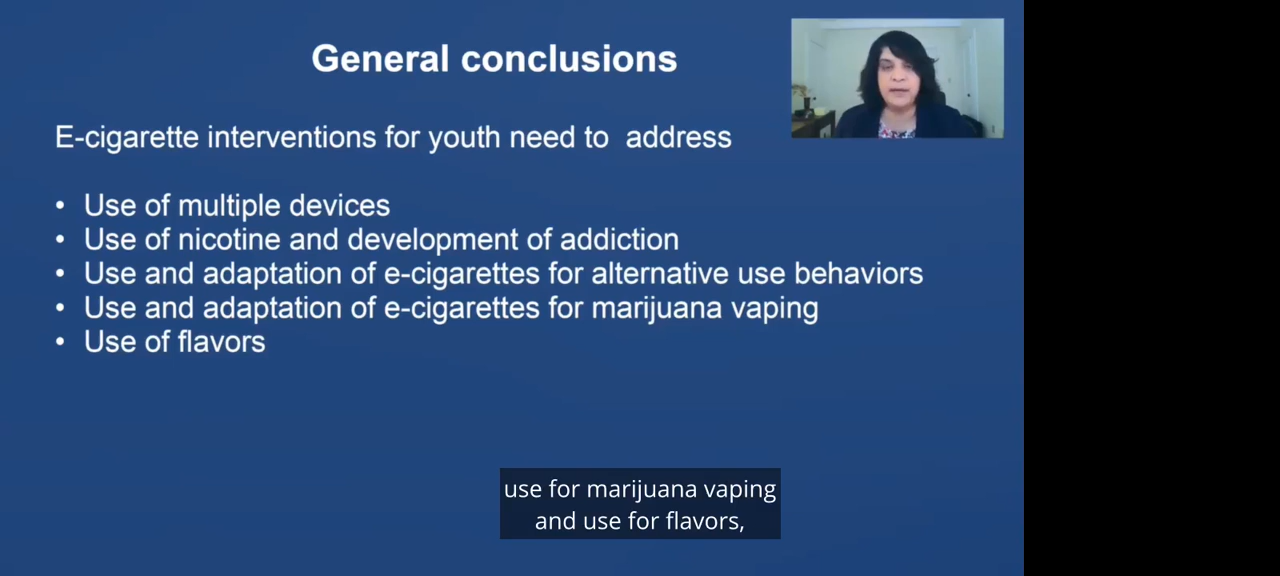 General conclusions
E-cigarette interventions for youth need to  address
• Use of multiple devices
• Use of nicotine and development of addiction
• Use and adaptation of e-cigarettes for alternative use behaviors
• Use and adaptation of e-cigarettes for marijuana vaping
• Use of flavors
use for marijuana vaping
and use for flavors,